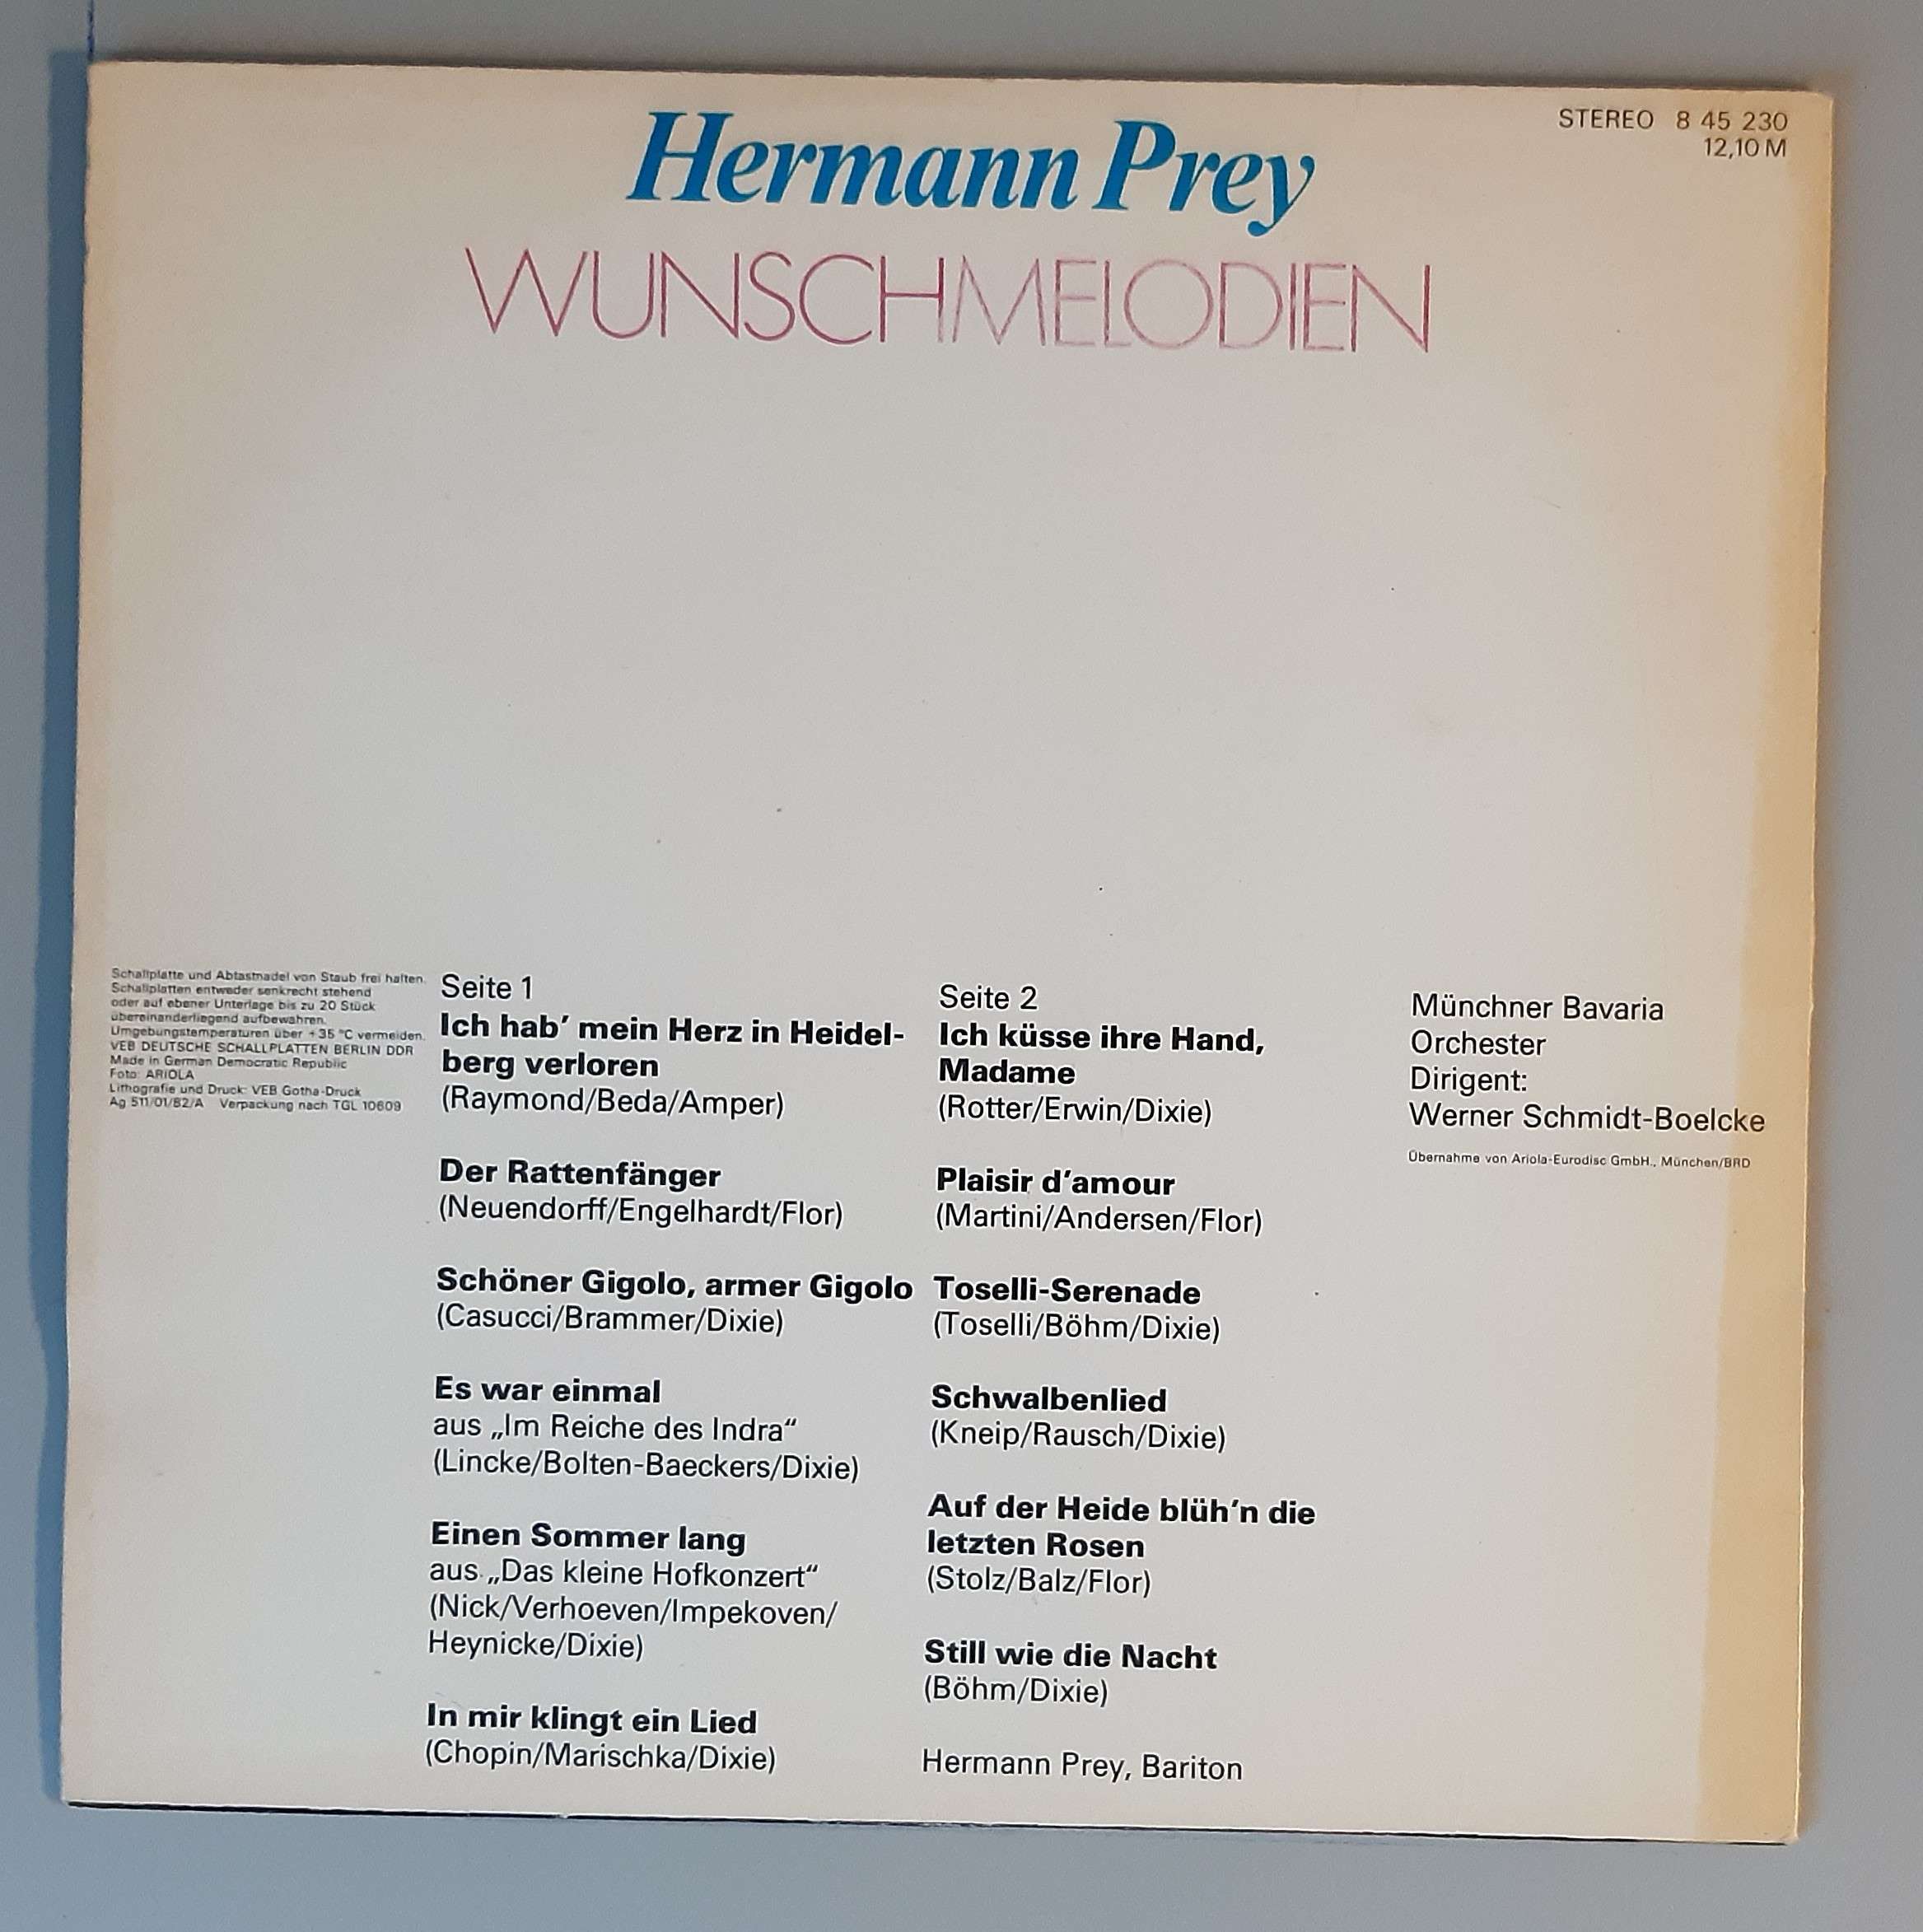 STEREO 8 45 230
12,10 M
Hermann Prey
WUNSCHMELODIEN
Schallplatte und Abtastnadel von Staub frei halten.
Schallplatten entweder senkrecht stehend
oder auf ebener Unterlage bis zu 20 Stück
übereinanderliegend aufbewahren.
Umgebungstemperaturen über +35 °C vermeiden.
VEB DEUTSCHE SCHALLPLATTEN BERLIN DDR
Made in German Democratic Republic
Foto: ARIOLA
Lithografie und Druck: VEB Gotha-Druck
Ag 511/01/82/A Verpackung nach TGL 10609
Seite 1
Ich hab' mein Herz in Heidel-
berg verloren
(Raymond/Beda/Amper)
Der Rattenfänger
(Neuendorff/Engelhardt/Flor)
Schöner Gigolo, armer Gigolo
(Casucci/Brammer/Dixie)
Es war einmal
aus „Im Reiche des Indra“
(Lincke/Bolten-Baeckers/Dixie)
Einen Sommer lang
aus „Das kleine Hofkonzert“
(Nick/Verhoeven/Impekoven/
Heynicke/Dixie)
In mir klingt ein Lied
(Chopin/Marischka/Dixie)
Seite 2
Ich küsse ihre Hand,
Madame
(Rotter/Erwin/Dixie)
Plaisir d'amour
(Martini/Andersen/Flor)
Toselli-Serenade
(Toselli/Böhm/Dixie)
Schwalbenlied
(Kneip/Rausch/Dixie)
Auf der Heide blüh'n die
letzten Rosen
(Stolz/Balz/Flor)
Still wie die Nacht
(Böhm/Dixie)
Hermann Prey, Bariton
Münchner Bavaria
Orchester
Dirigent:
Werner Schmidt-Boelcke
Übernahme von Ariola-Eurodisc GmbH., München/BRD